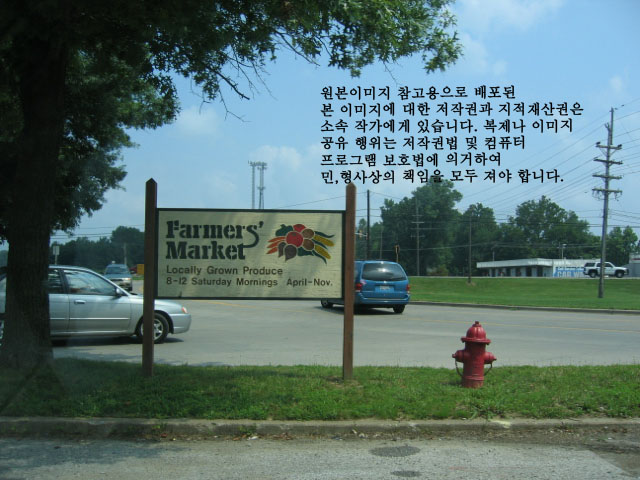 원본이미지 참고용으로 배포된
본 이미지에 대한 저작권과 지적재산권은
소속 작가에게 있습니다. 복제나 이미지
공유 행위는 저작권법 및 컴퓨터
프로그램 보호법에 의거하여
민,형사상의 책임을 모두 져야 합니다.
Farmers'
Market
Locally Grown Produce
8-12 Saturday Mornings April-Nov.